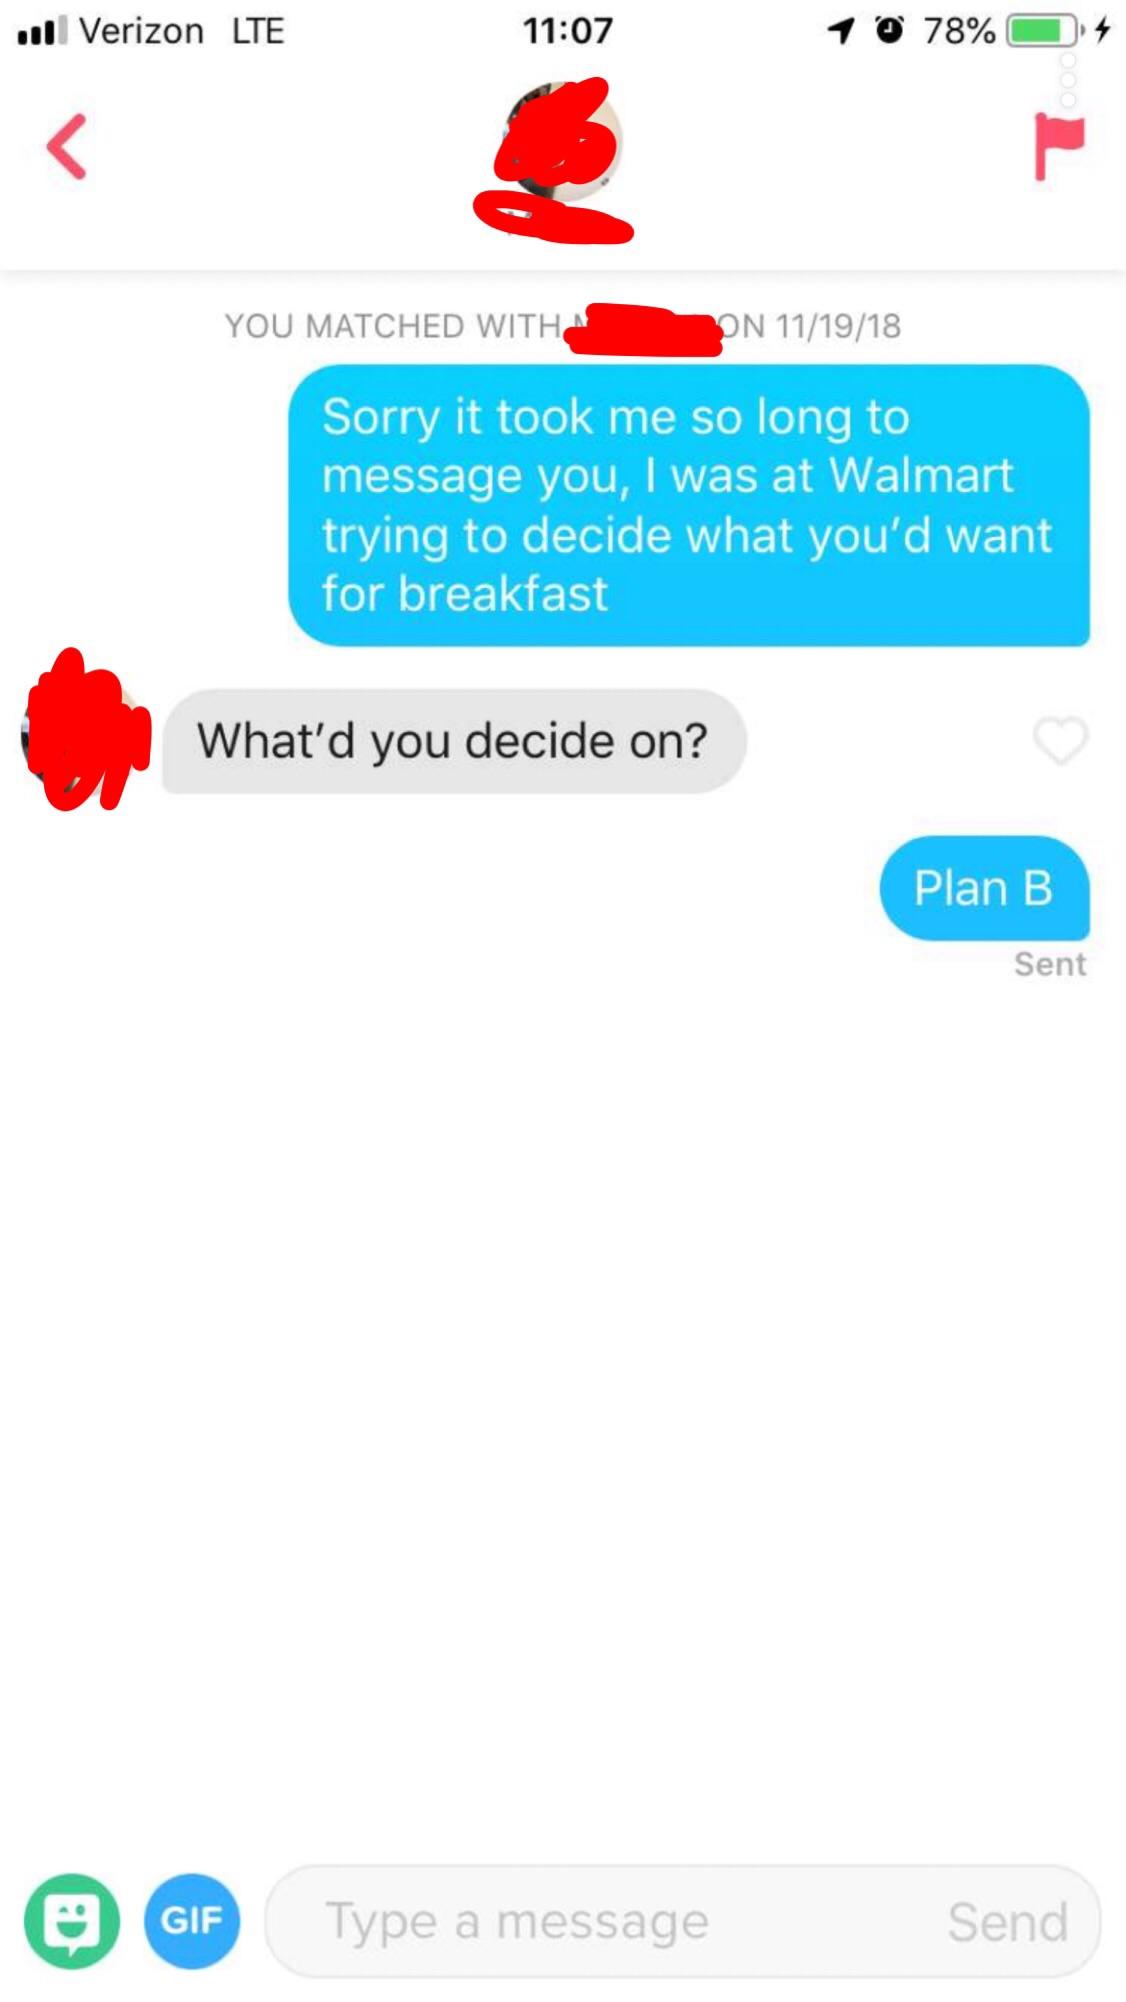 Verizon LTE 11:07 78%
YOU MATCHED WITH ON 11/19/18
Sorry it took me so long to
message you, I was at Walmart
trying to decide what you’d want
for breakfast
What’d you decide on?
Plan B
Sent
GIF Type a message Send